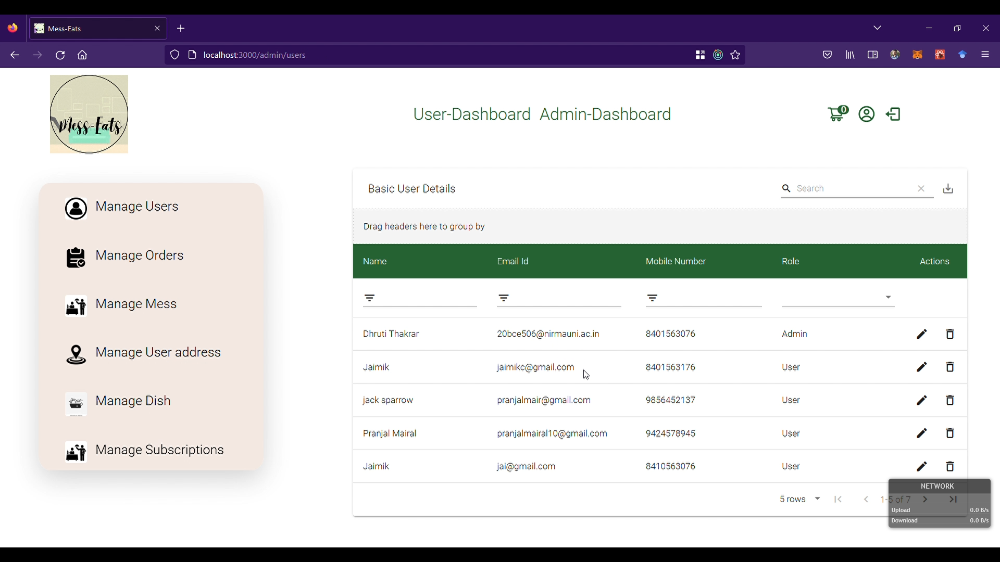 Mess-Eats
localhost:3000/admin/users
Mess-Eats
User-Dashboard Admin-Dashboard
0
Manage Users
Manage Orders
Manage Mess
Manage User address
Manage Dish
Manage Subscriptions
Basic User Details
Search
Drag headers here to group by
Name Email Id Mobile Number Role Actions
Dhruti Thakrar 20bce506@nirmauni.ac.in 8401563076 Admin
Jaimik jaimikc@gmail.com 8401563176 User
jack sparrow pranjalmair@gmail.com 9856452137 User
Pranjal Mairal pranjalmairal10@gmail.com 9424578945 User
Jaimik jai@gmail.com 8410563076 User
5 rows 1-5 of 7
NETWORK
Upload 0.0 B/s
Download 0.0 B/s